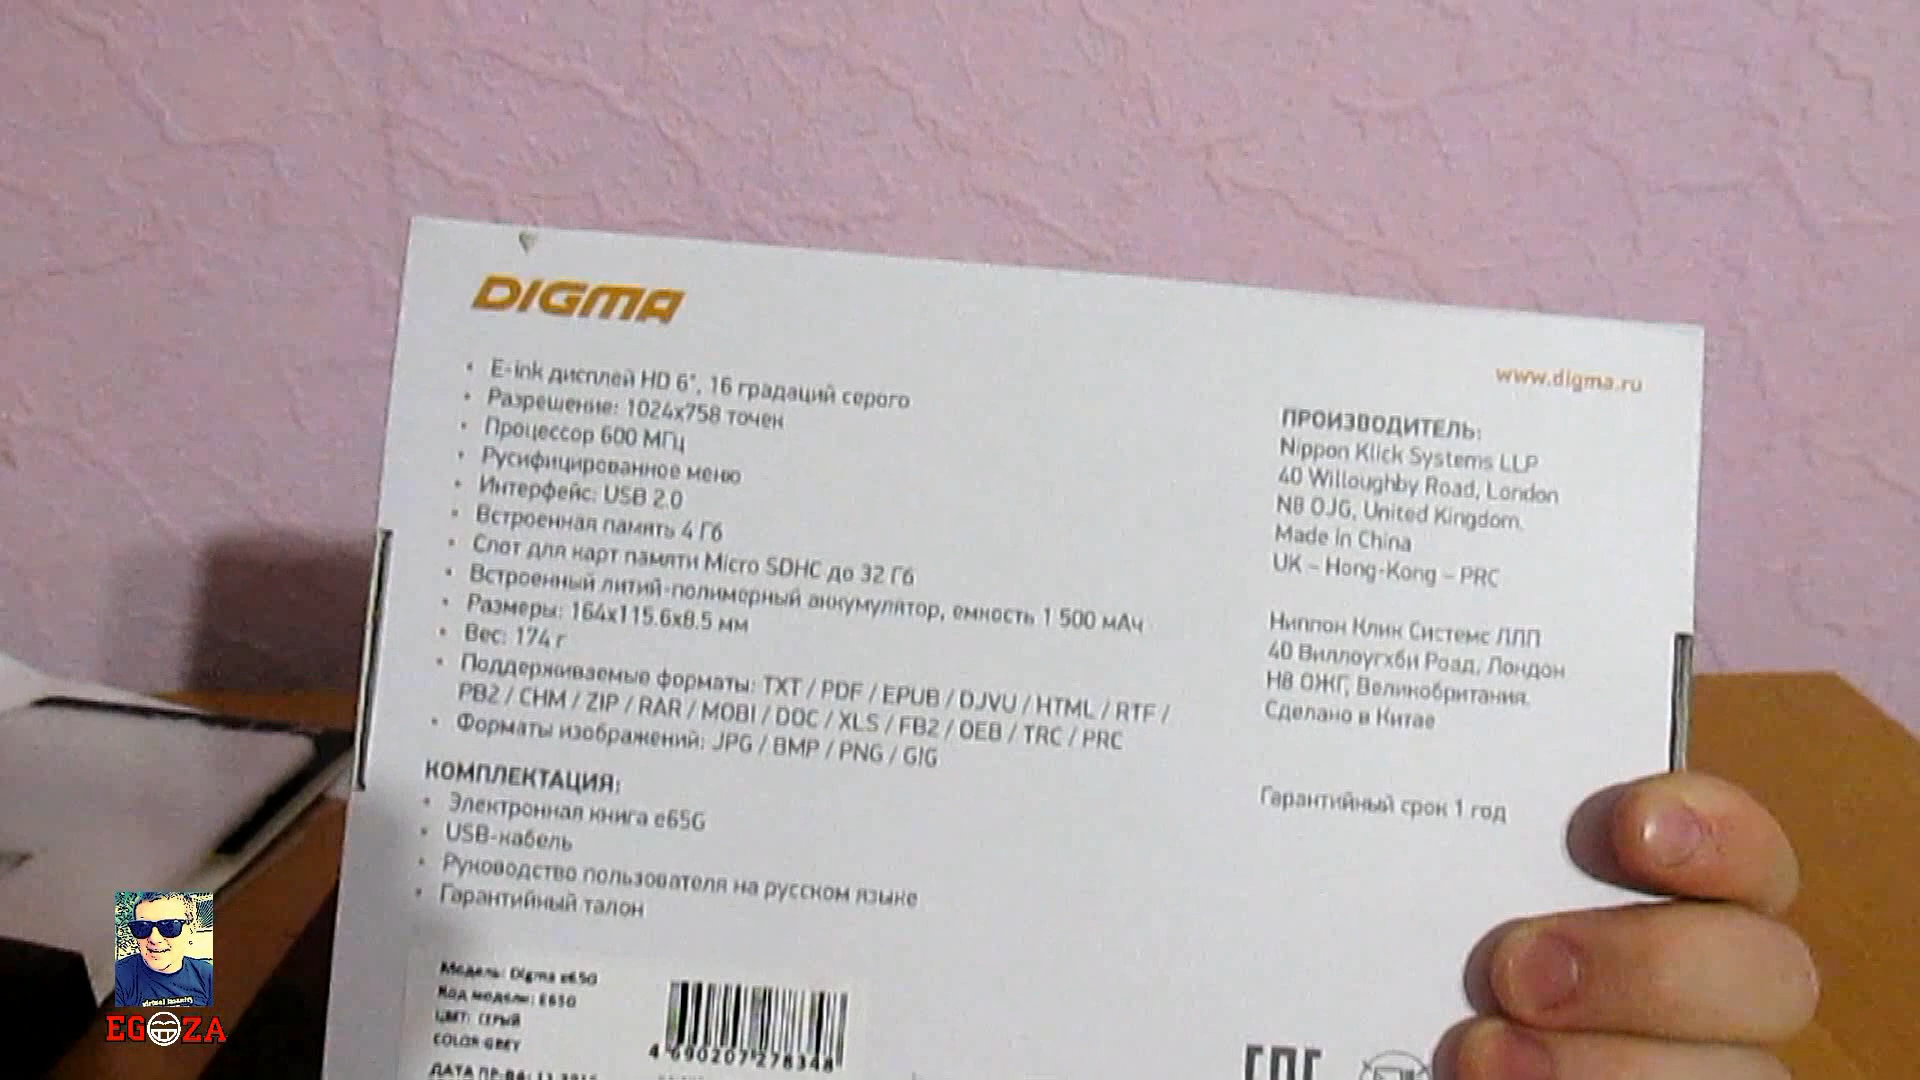 DIGMA
• E-ink дисплей HD 6", 16 градаций серого
• Разрешение: 1024x758 точек
• Процессор 600 МГц
• Русифицированное меню
• Интерфейс: USB 2.0
• Встроенная память 4 Гб
• Слот для карт памяти Micro SDHC до 32 Гб
• Встроенный литий-полимерный аккумулятор, емкость 1 500 мАч
• Размеры: 164x115.6x8.5 мм
• Вес: 174 г
• Поддерживаемые форматы: TXT / PDF / EPUB / DJVU / HTML / RTF /
PB2 / CHM / ZIP / RAR / MOBI / DOC / XLS / FB2 / OEB / TRC / PRC
• Форматы изображений: JPG / BMP / PNG / GIG
КОМПЛЕКТАЦИЯ:
• Электронная книга e65G
• USB-кабель
• Руководство пользователя на русском языке
• Гарантийный талон
Модель: Digma e65G
Код модели: E65G
ЦВЕТ: СЕРЫЙ
COLOR GREY
ДАТА
4 690207 278348
www.digma.ru
ПРОИЗВОДИТЕЛЬ:
Nippon Klick Systems LLP
40 Willoughby Road, London
N8 OJG, United Kingdom.
Made in China
UK – Hong-Kong – PRC
Ниппон Клик Системс ЛЛП
40 Виллоугхби Роад, Лондон
Н8 ОЖГ, Великобритания.
Сделано в Китае
Гарантийный срок 1 год
virtual insanity
EGOZA